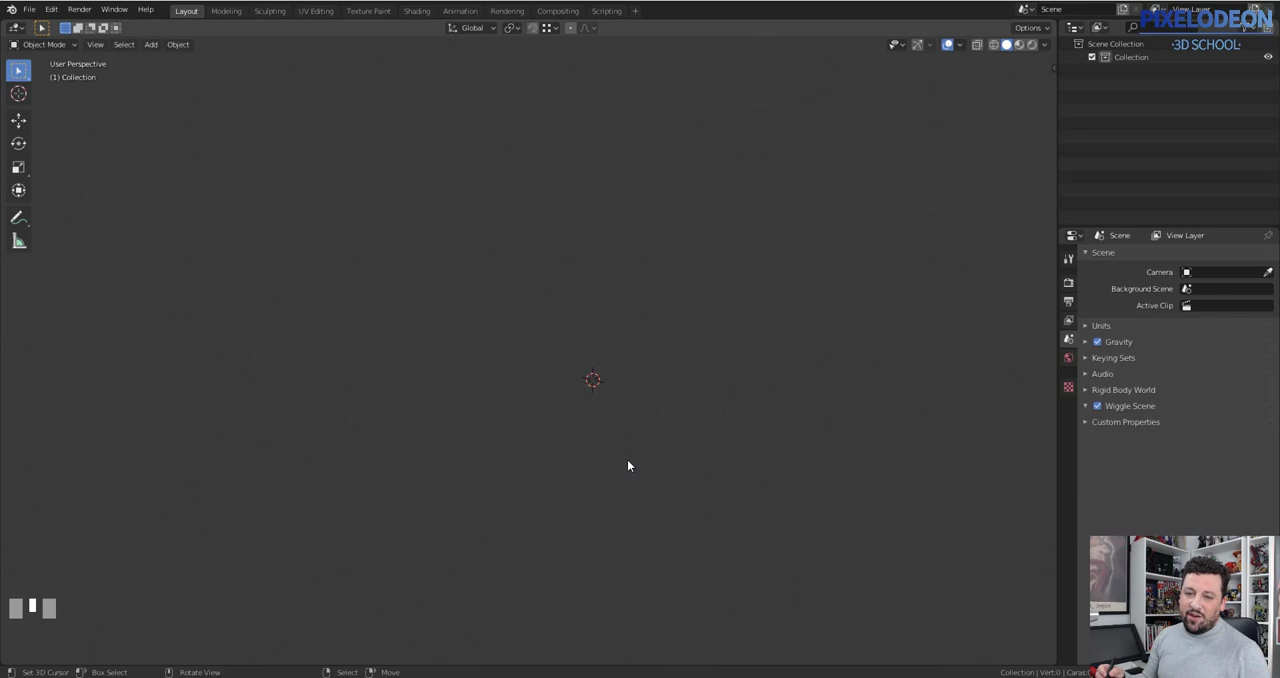 File Edit Render Window Help Layout Modeling Sculpting UV Editing Texture Paint Shading Animation Compositing Rendering Scripting + Scene View Layer
PIXELODEON
·3D SCHOOL·
Global Options
Object Mode View Select Add Object
User Perspective
(1) Collection
Scene Collection
Collection
Scene View Layer
Scene
Camera
Background Scene
Active Clip
Units
Gravity
Keying Sets
Audio
Rigid Body World
Wiggle Scene
Custom Properties
Set 3D Cursor Box Select Rotate View Select Move Collection | Vert:0 | Caras: